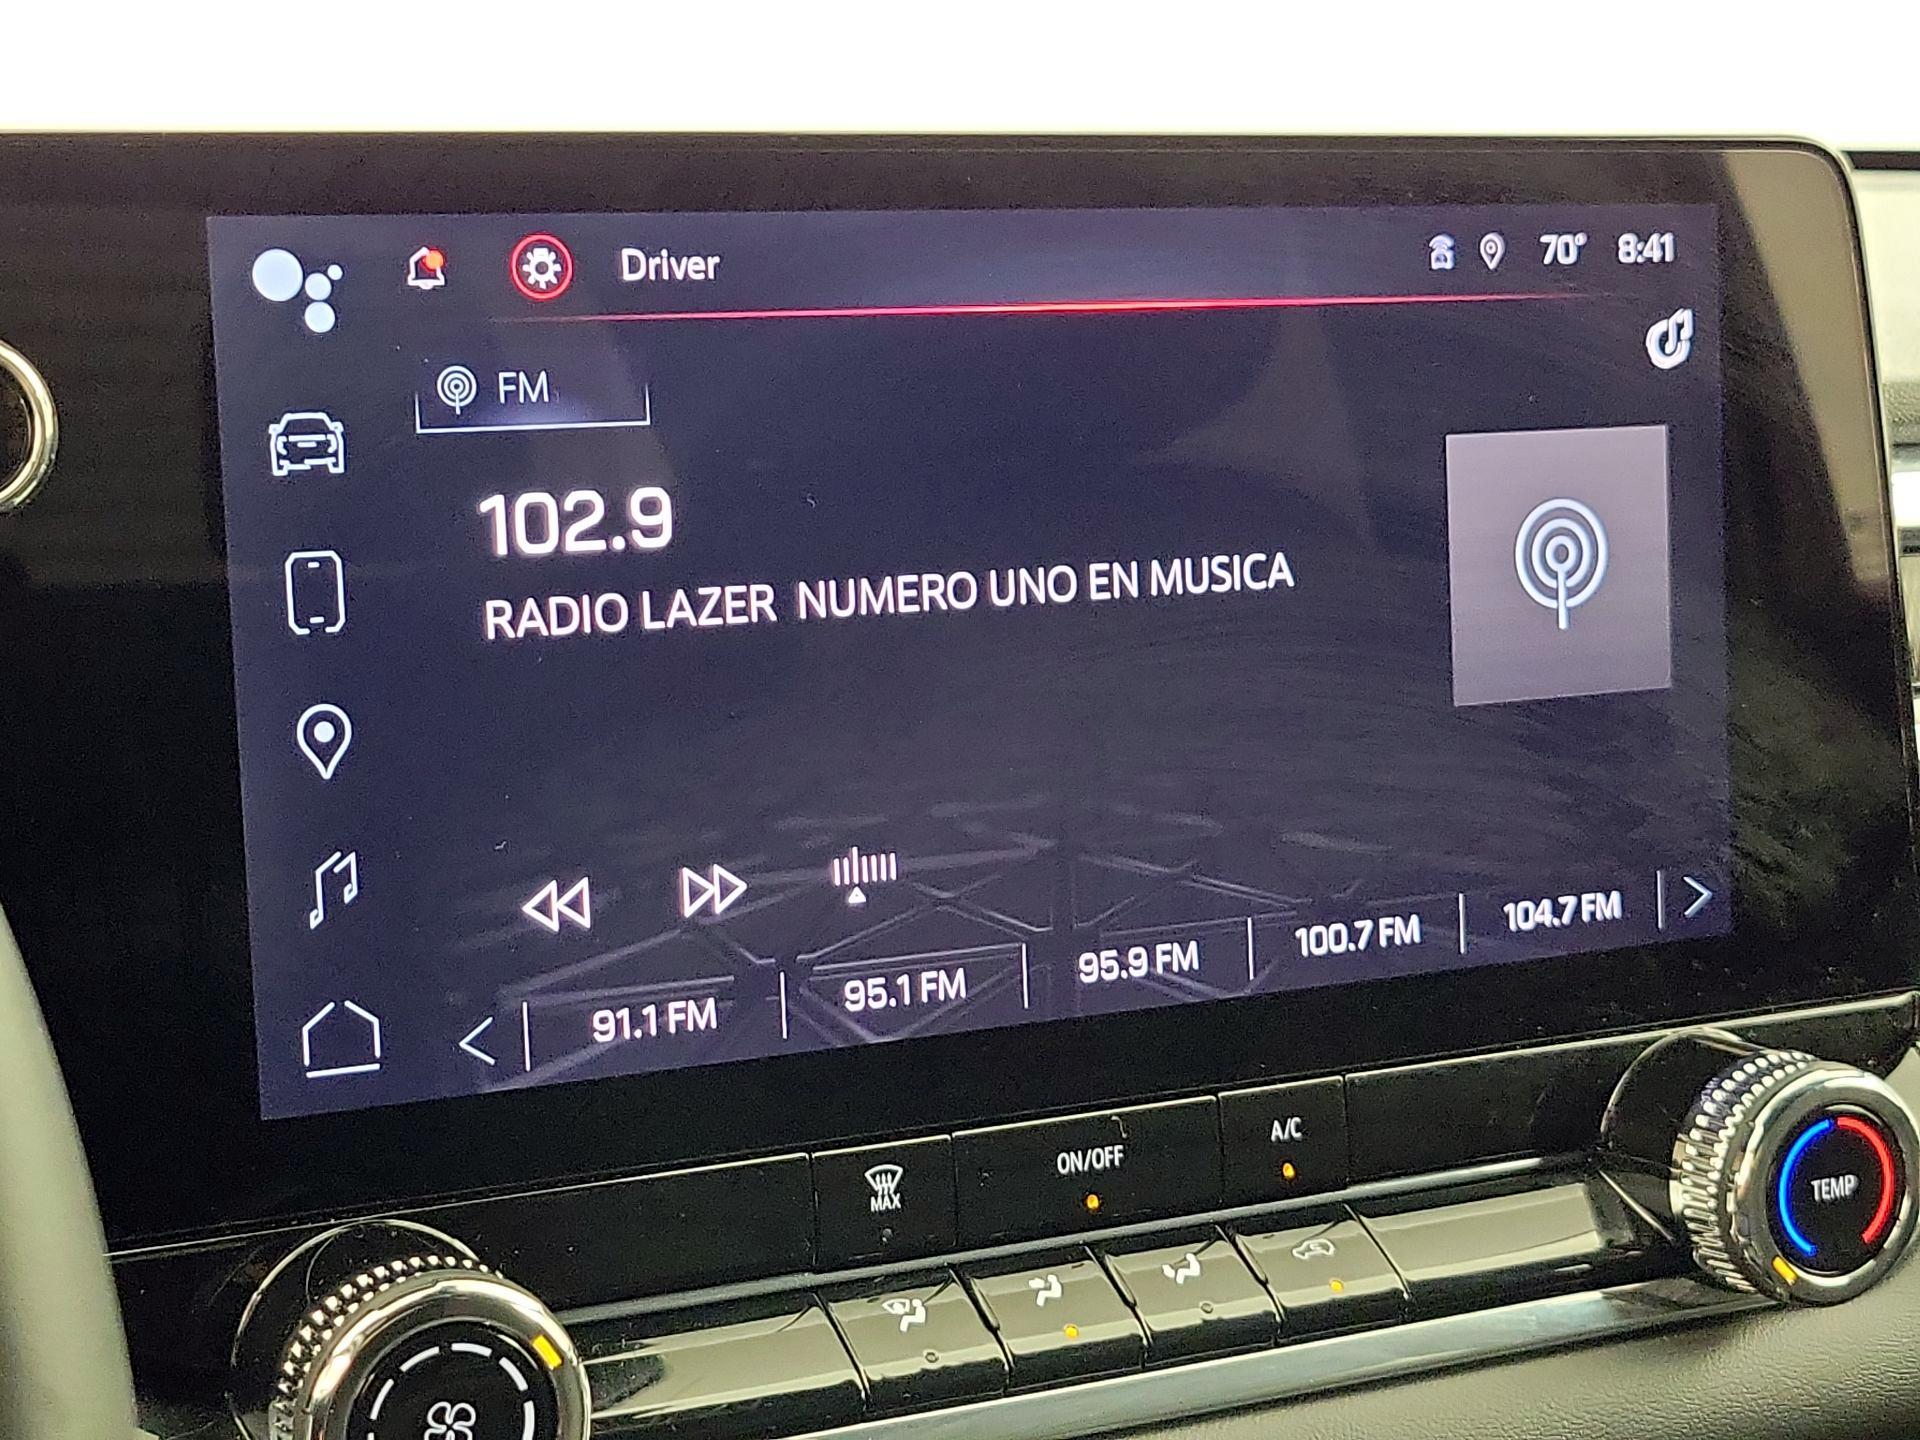 Driver
70° 8:41
FM
102.9
RADIO LAZER NUMERO UNO EN MUSICA
91.1 FM
95.1 FM
95.9 FM
100.7 FM
104.7 FM
MAX
ON/OFF
A/C
TEMP